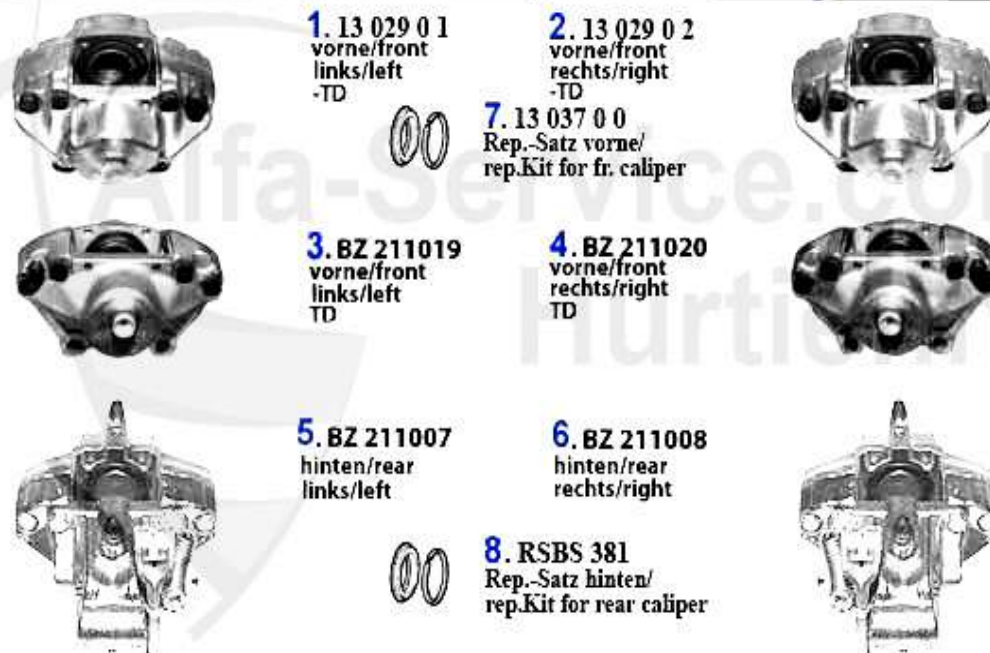 1. 13 029 0 1
vorne/front
links/left
-TD
2. 13 029 0 2
vorne/front
rechts/right
-TD
7. 13 037 0 0
Rep.-Satz vorne/
rep.Kit for fr. caliper
Alfa-Service.com
3. BZ 211019
vorne/front
links/left
TD
4. BZ 211020
vorne/front
rechts/right
TD
5. BZ 211007
hinten/rear
links/left
6. BZ 211008
hinten/rear
rechts/right
8. RSBS 381
Rep.-Satz hinten/
rep.Kit for rear caliper